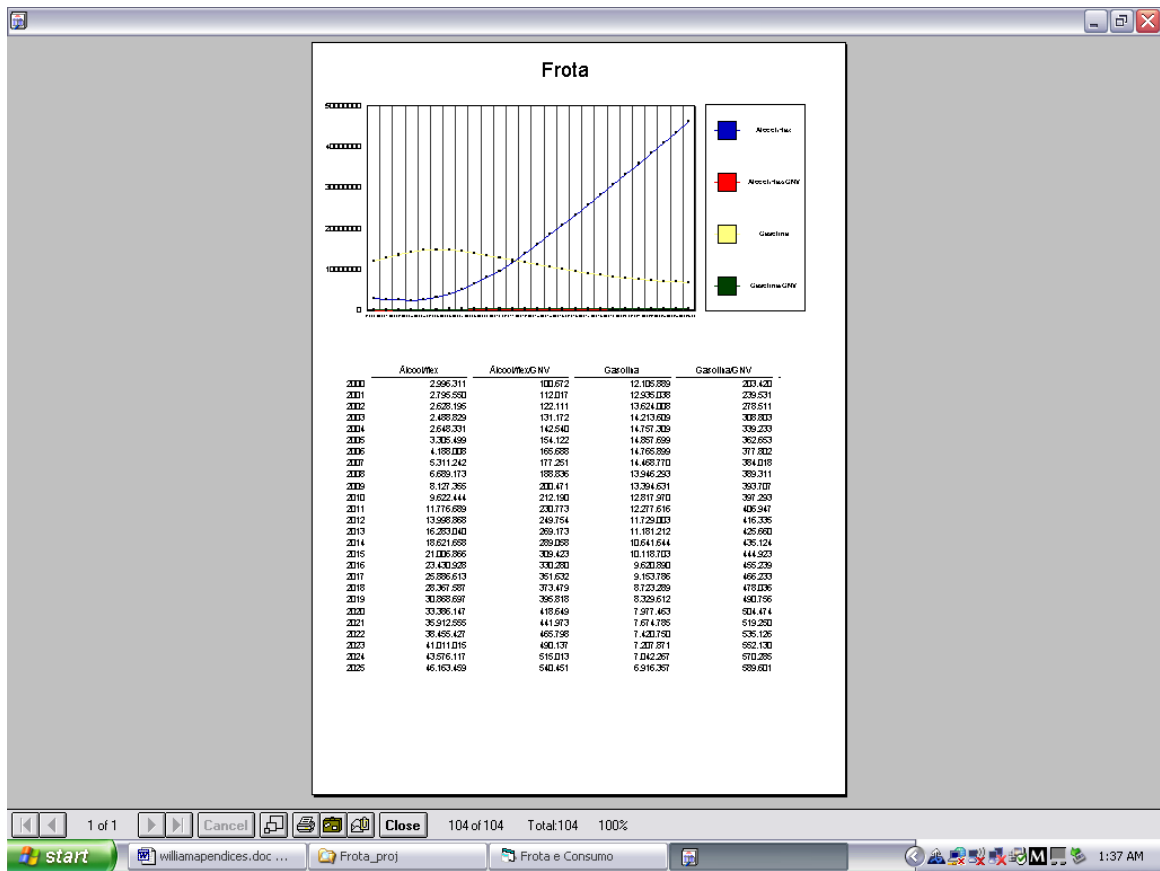 Frota
50000000
40000000
30000000
20000000
10000000
0
Álcool/flex
Álcool/flex/GNV
Gasolina
Gasolina/GNV
Álcool/flex Álcool/flex/GNV Gasolina Gasolina/GNV
2000 2.996.311 100.672 12.105.889 203.420
2001 2.795.550 112.017 12.935.038 239.531
2002 2.628.195 122.111 13.624.008 278.511
2003 2.488.829 131.172 14.213.609 308.803
2004 2.648.331 142.540 14.757.309 339.233
2005 3.305.499 154.122 14.857.699 362.653
2006 4.188.008 165.688 14.765.899 377.802
2007 5.311.242 177.251 14.468.770 384.018
2008 6.689.173 188.836 13.946.293 389.311
2009 8.127.365 200.471 13.394.631 393.707
2010 9.622.444 212.190 12.817.970 397.293
2011 11.776.689 230.773 12.277.616 406.947
2012 13.998.868 249.754 11.729.003 416.335
2013 16.283.040 269.173 11.181.212 425.660
2014 18.621.658 289.058 10.641.644 435.124
2015 21.006.866 309.423 10.118.703 444.923
2016 23.430.928 330.280 9.620.890 455.239
2017 25.886.613 351.632 9.153.786 466.233
2018 28.367.587 373.479 8.723.289 478.036
2019 30.868.697 395.818 8.329.612 490.756
2020 33.386.147 418.649 7.977.463 504.474
2021 35.912.565 441.973 7.674.785 519.250
2022 38.455.427 465.798 7.420.750 535.126
2023 41.011.015 490.137 7.207.871 552.130
2024 43.576.117 515.013 7.042.267 570.285
2025 46.163.459 540.451 6.916.357 589.601
1 of 1 Cancel Close 104 of 104 Total:104 100%
start williamapendices.doc ... Frota_proj Frota e Consumo M 1:37 AM